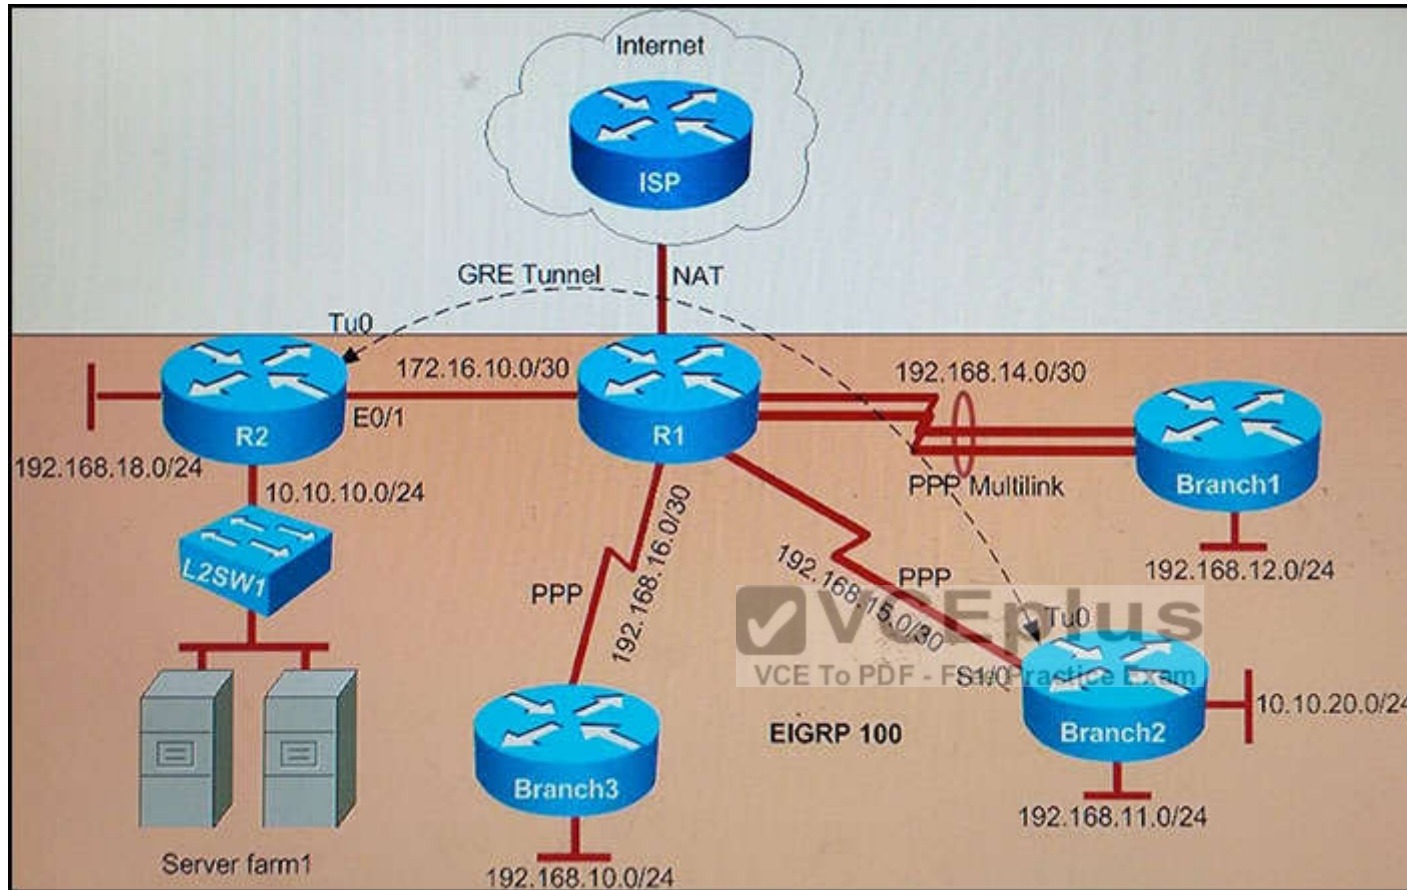 Internet
ISP
GRE Tunnel
NAT
Tu0
172.16.10.0/30
192.168.14.0/30
E0/1
R2
R1
192.168.18.0/24
10.10.10.0/24
PPP Multilink
Branch1
L2SW1
PPP
192.168.16.0/30
192.168.15.0/30
PPP
192.168.12.0/24
VCEplus
Tu0
VCE To PDF - Free Practice Exam
S1/0
10.10.20.0/24
EIGRP 100
Branch2
Branch3
192.168.11.0/24
Server farm1
192.168.10.0/24